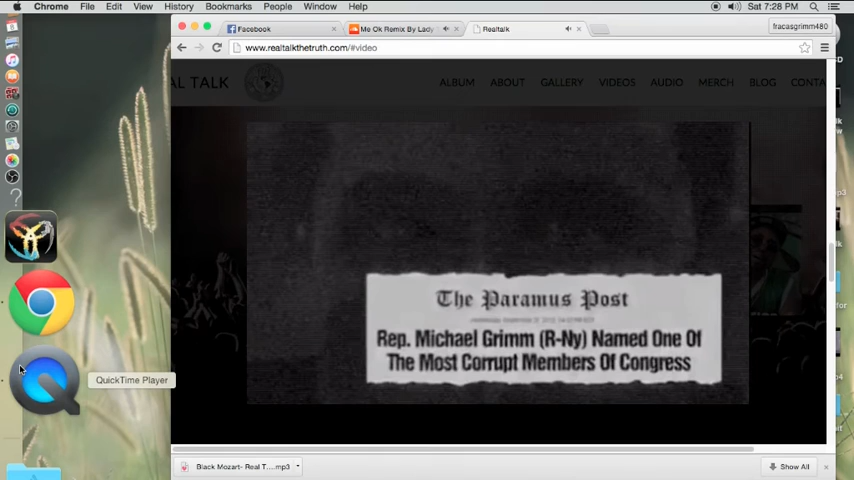 Chrome File Edit View History Bookmarks People Window Help
Sat 7:28 PM
Facebook
Me Ok Remix By Lady
Realtalk
fracasgrimm480
www.realtalkthetruth.com/#video
AL TALK
ALBUM ABOUT GALLERY VIDEOS AUDIO MERCH BLOG CONTA
The Paramus Post
Rep. Michael Grimm (R-Ny) Named One Of
The Most Corrupt Members Of Congress
QuickTime Player
Black Mozart- Real T....mp3
Show All